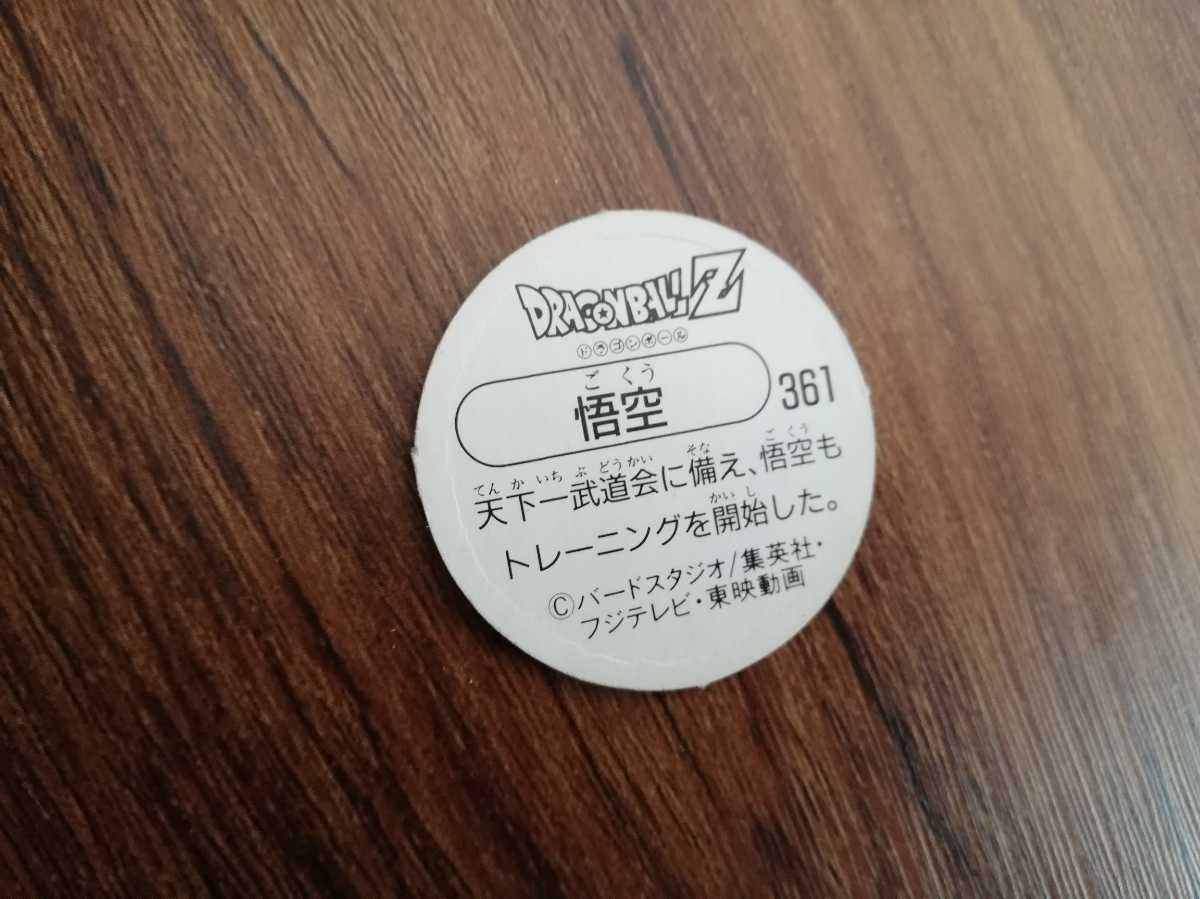 DRAGONBALL Z
ドラゴンボール
ごくう
悟空
361
てんかいちぶどうかい そな ごくう
天下一武道会に備え、悟空も
かいし
トレーニングを開始した。
©バードスタジオ/集英社・
フジテレビ・東映動画